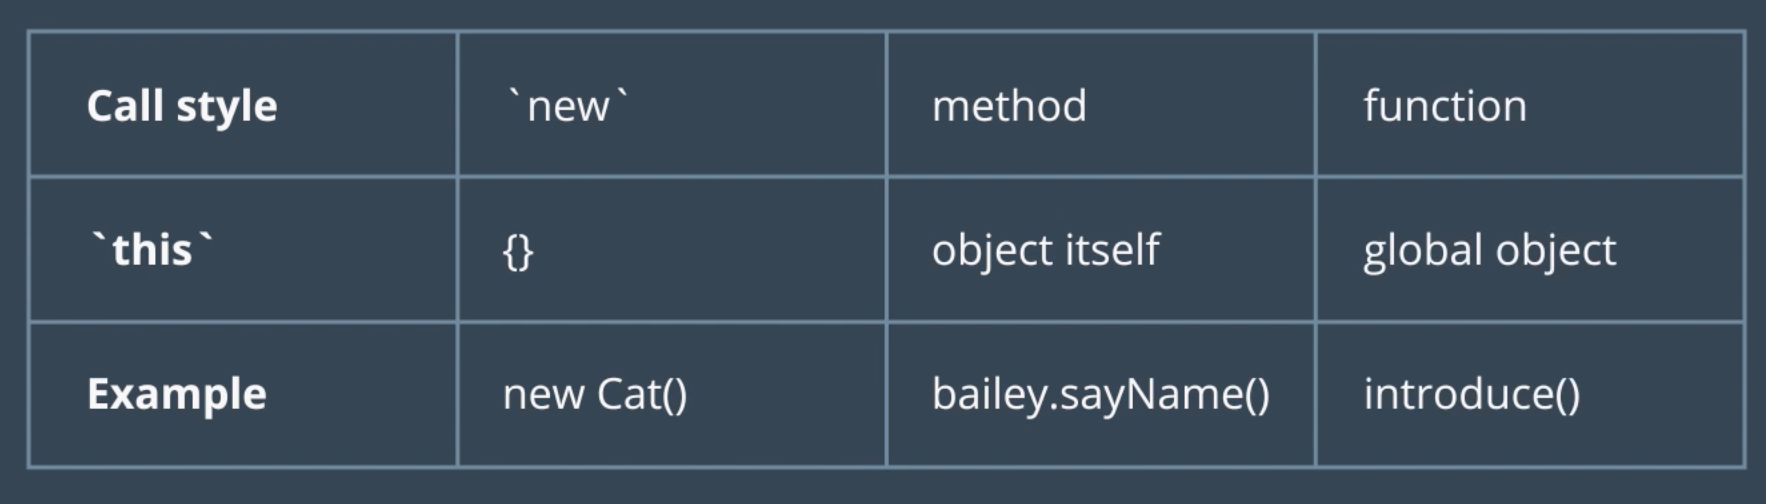 Call style `new` method function
`this` {} object itself global object
Example new Cat() bailey.sayName() introduce()